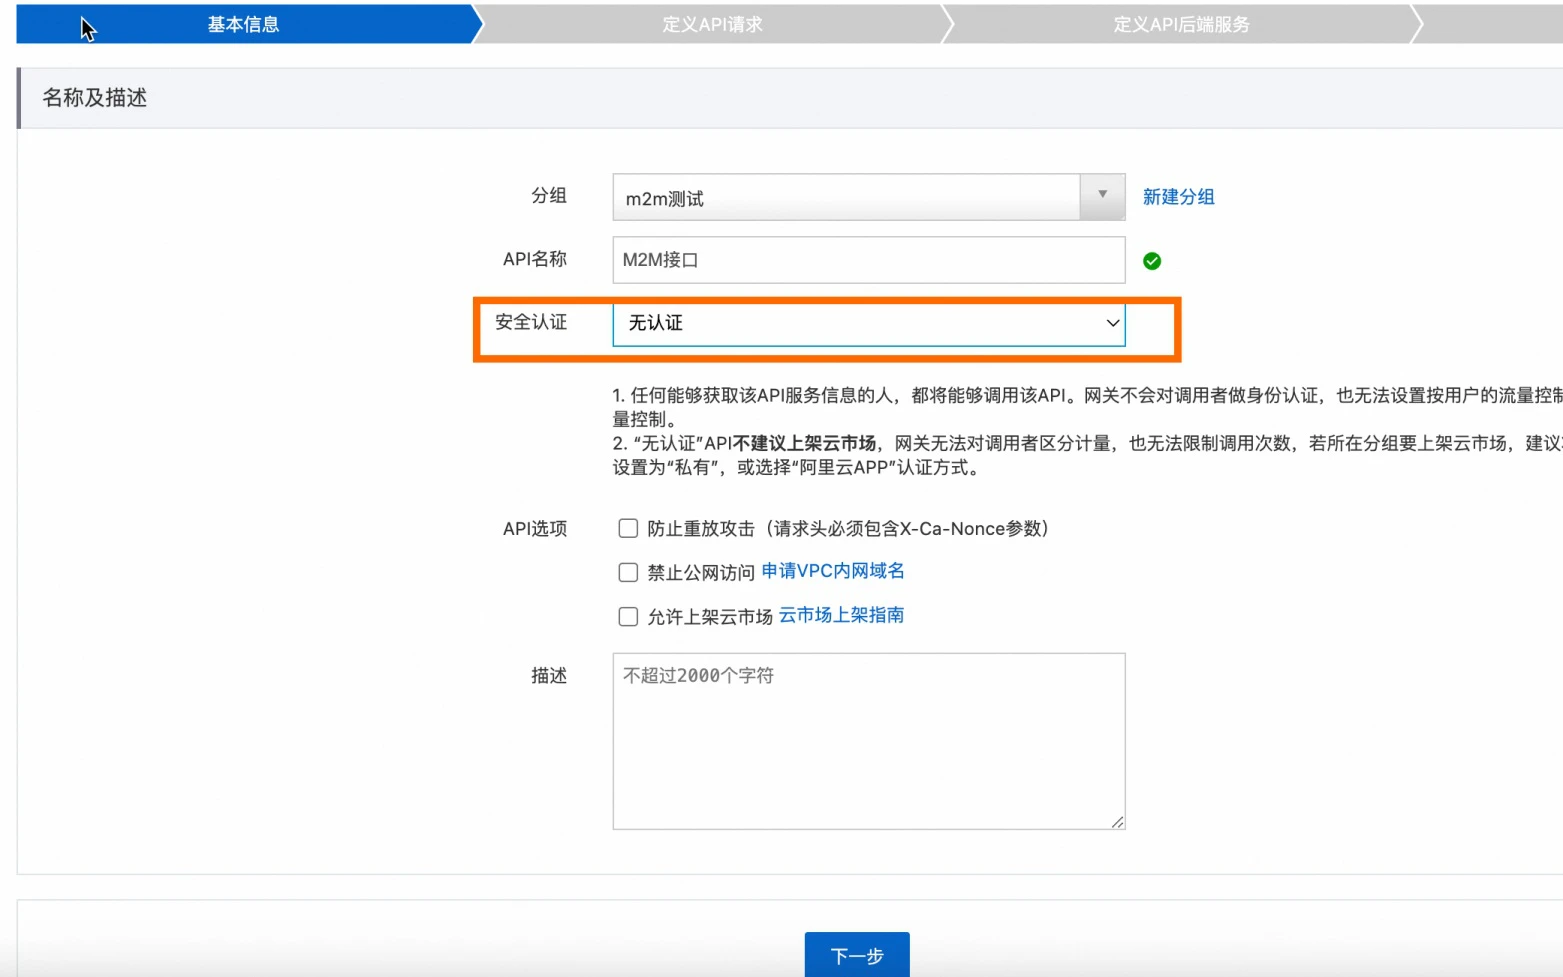 基本信息
定义API请求
定义API后端服务
名称及描述
分组
m2m测试
新建分组
API名称
M2M接口
安全认证
无认证
1. 任何能够获取该API服务信息的人，都将能够调用该API。网关不会对调用者做身份认证，也无法设置按用户的流量控制
量控制。
2. “无认证”API不建议上架云市场，网关无法对调用者区分计量，也无法限制调用次数，若所在分组要上架云市场，建议
设置为“私有”，或选择“阿里云APP”认证方式。
API选项
防止重放攻击（请求头必须包含X-Ca-Nonce参数）
禁止公网访问 申请VPC内网域名
允许上架云市场 云市场上架指南
描述
不超过2000个字符
下一步